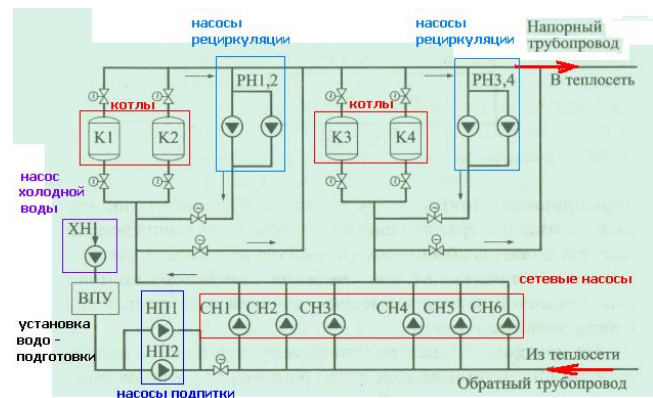 насосы
рециркуляции
насосы
рециркуляции
Напорный
трубопровод
В теплосеть
РН1,2
РН3,4
котлы
котлы
К1
К2
К3
К4
насос
холодной
воды
ХН
ВПУ
сетевые насосы
НП1
НП2
СН1
СН2
СН3
СН4
СН5
СН6
установка
водо -
подготовки
насосы подпитки
Из теплосети
Обратный трубопровод